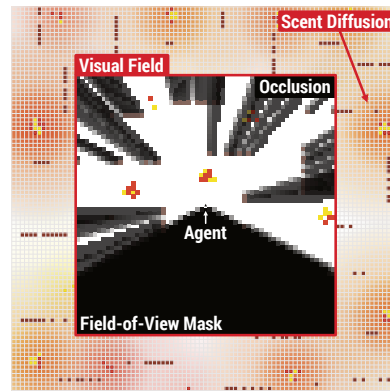 Scent Diffusion
Visual Field
Occlusion
Agent
Field-of-View Mask